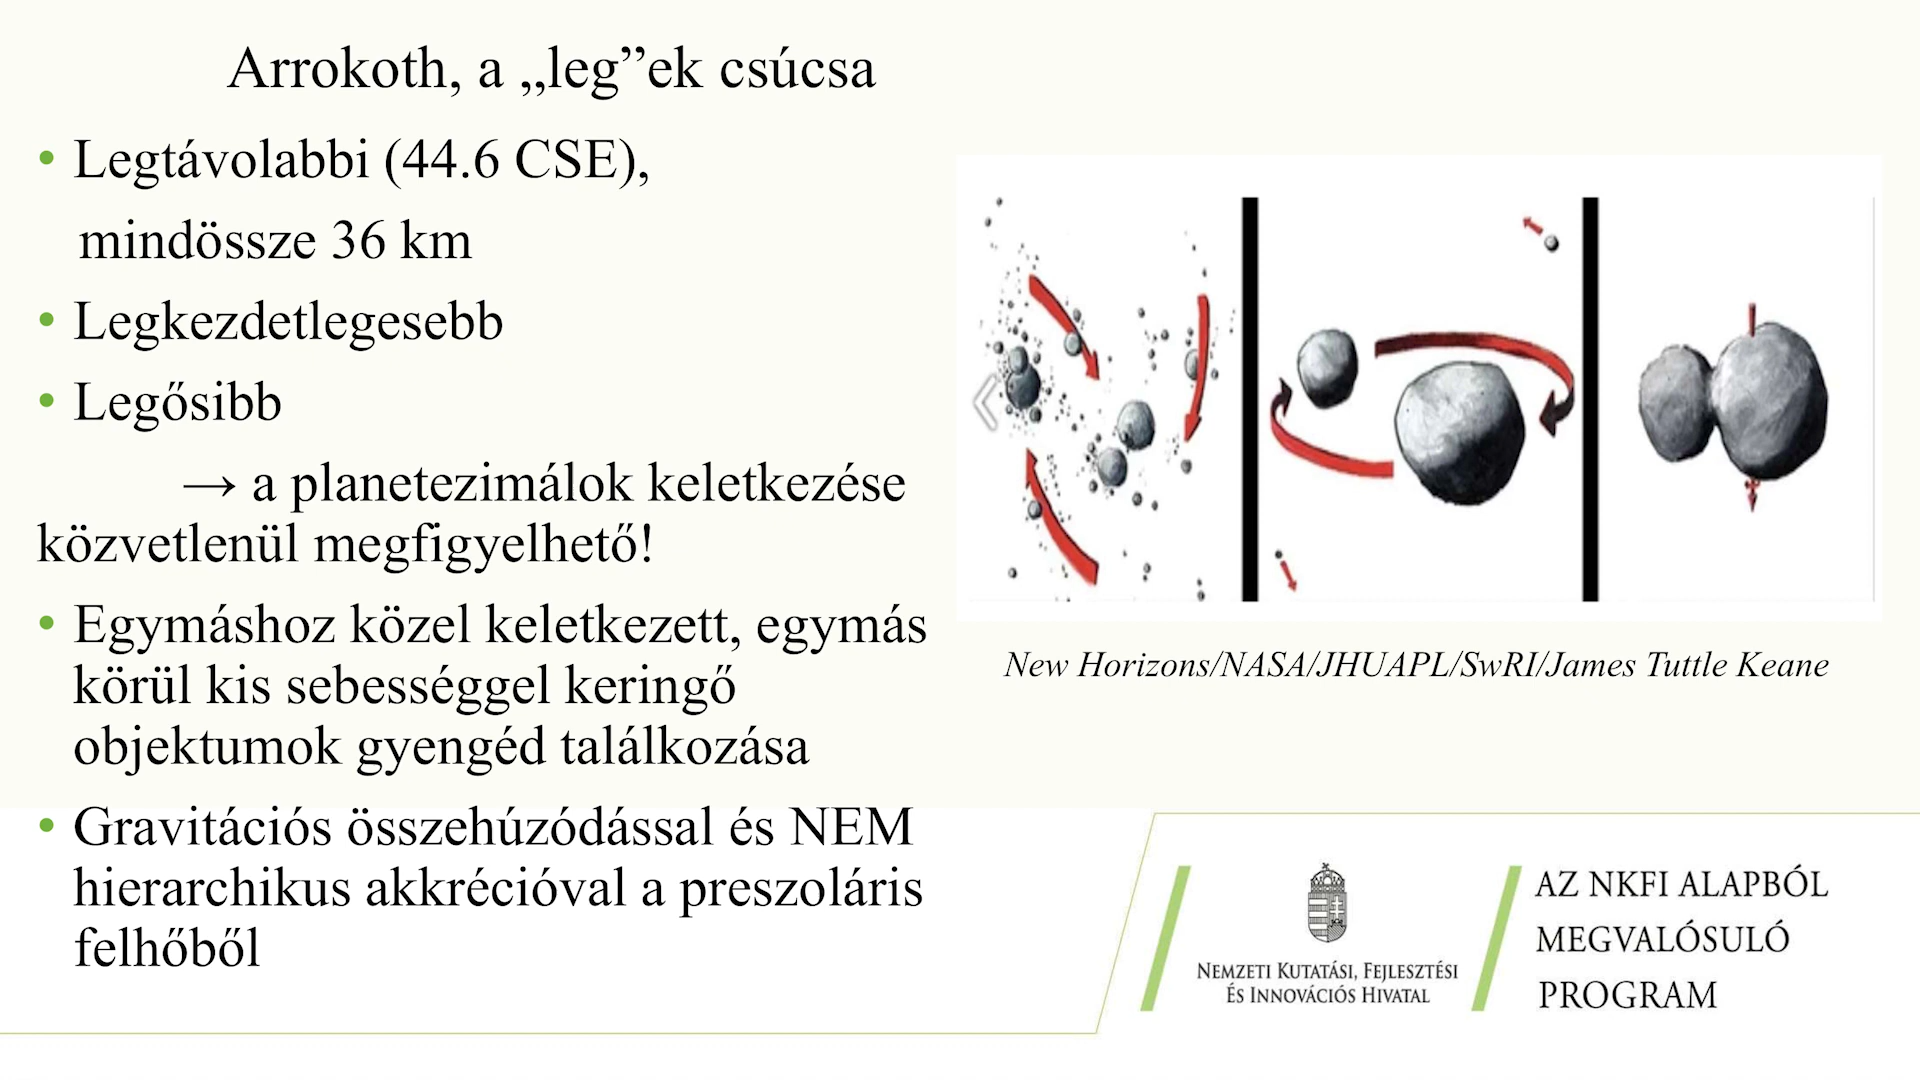 Arrokoth, a „leg”ek csúcsa
• Legtávolabbi (44.6 CSE),
mindössze 36 km
• Legkezdetlegesebb
• Legősibb
→ a planetezimálok keletkezése
közvetlenül megfigyelhető!
• Egymáshoz közel keletkezett, egymás
körül kis sebességgel keringő
objektumok gyengéd találkozása
• Gravitációs összehúzódással és NEM
hierarchikus akkrécióval a preszoláris
felhőből
New Horizons/NASA/JHUAPL/SwRI/James Tuttle Keane
NEMZETI KUTATÁSI, FEJLESZTÉSI
ÉS INNOVÁCIÓS HIVATAL
AZ NKFI ALAPBÓL
MEGVALÓSULÓ
PROGRAM